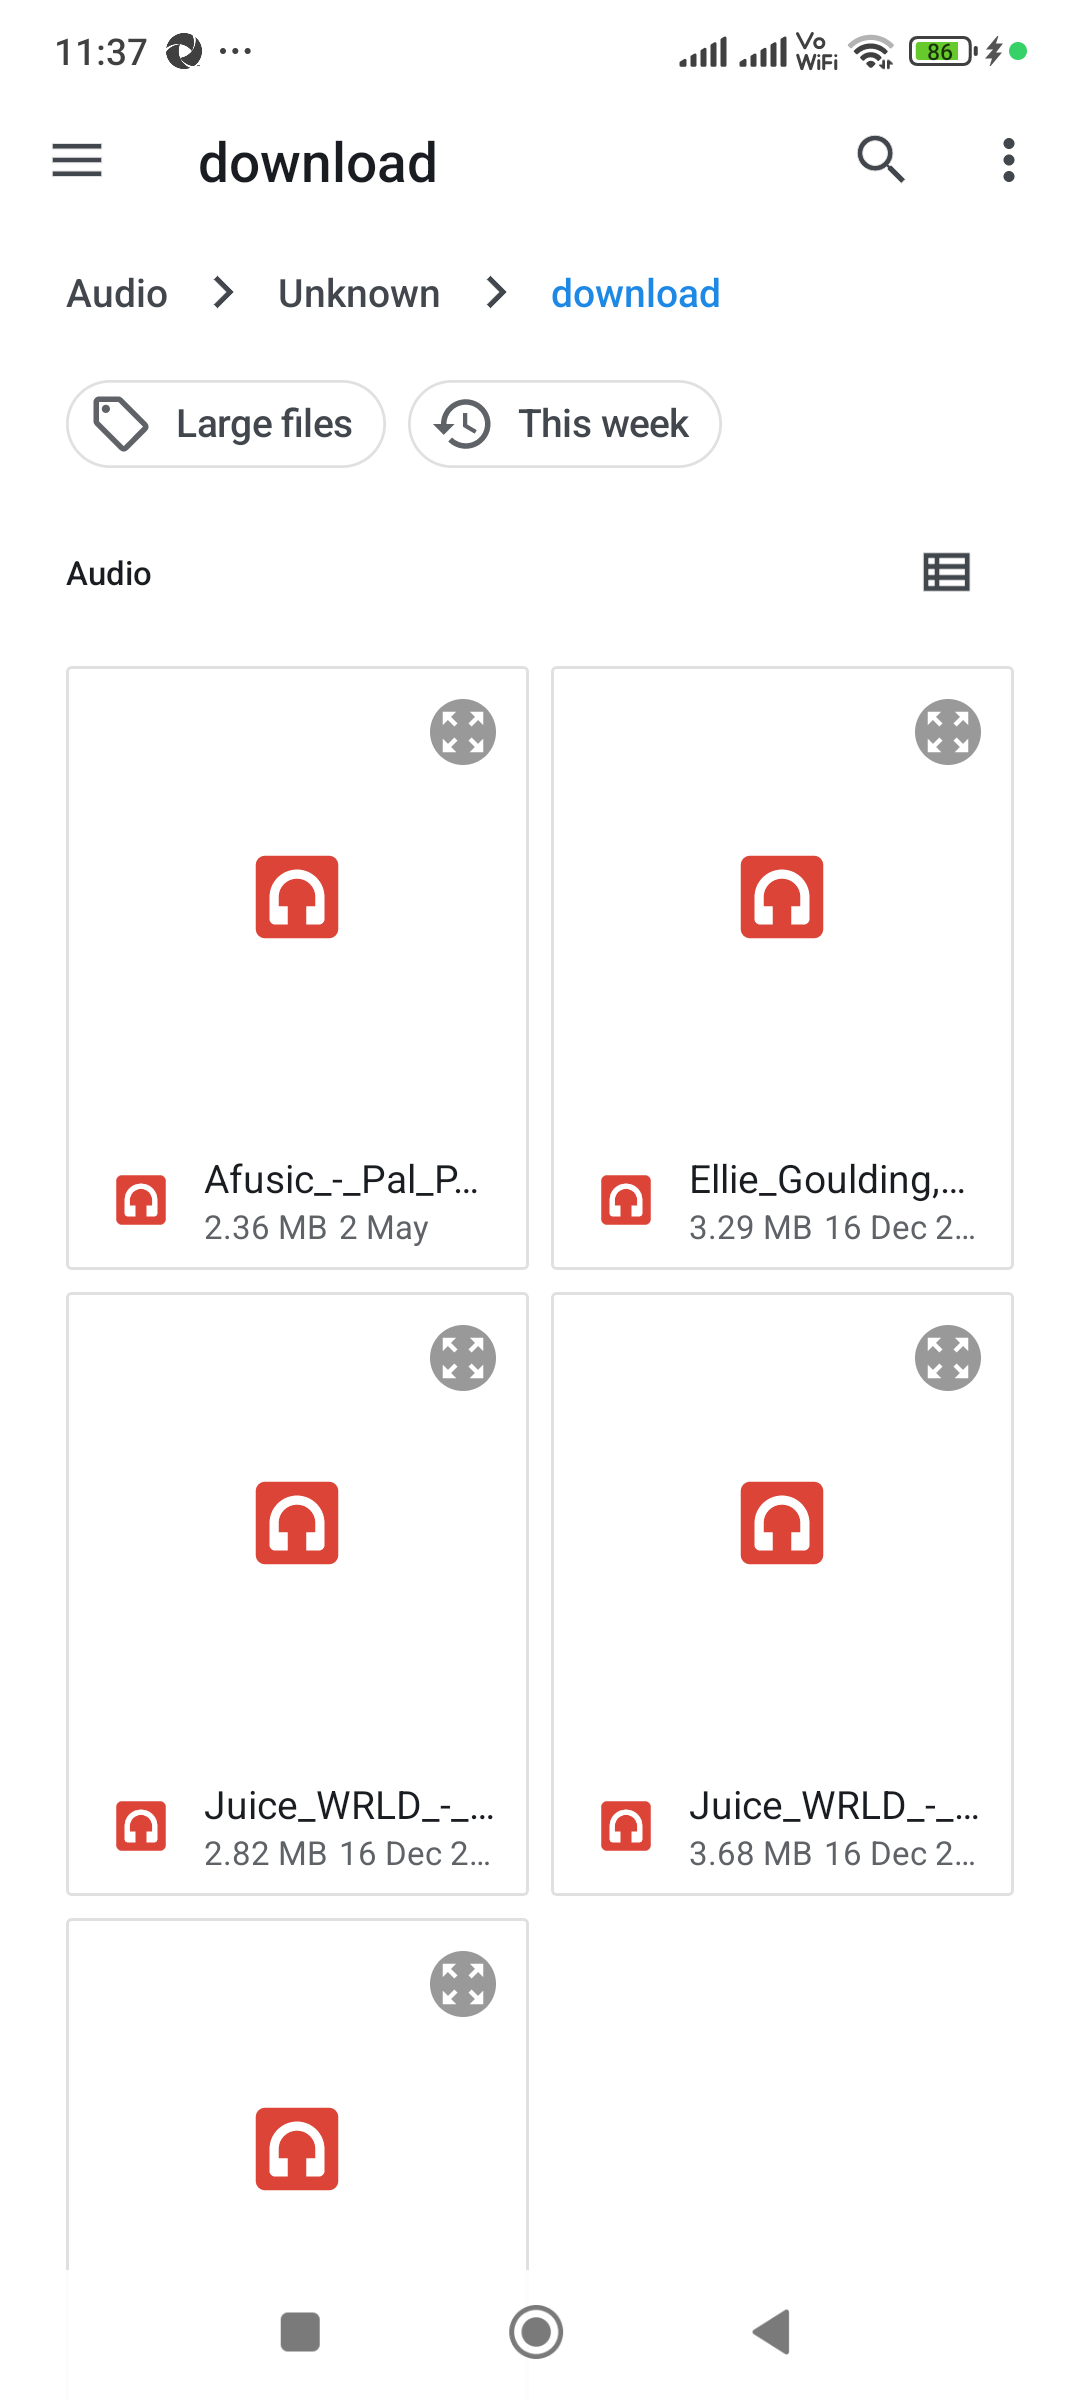 11:37 ... Vo WiFi 86
download
Audio > Unknown > download
Large files This week
Audio
Afusic_-_Pal_P...
2.36 MB 2 May
Ellie_Goulding,...
3.29 MB 16 Dec 2...
Juice_WRLD_-_...
2.82 MB 16 Dec 2...
Juice_WRLD_-_...
3.68 MB 16 Dec 2...